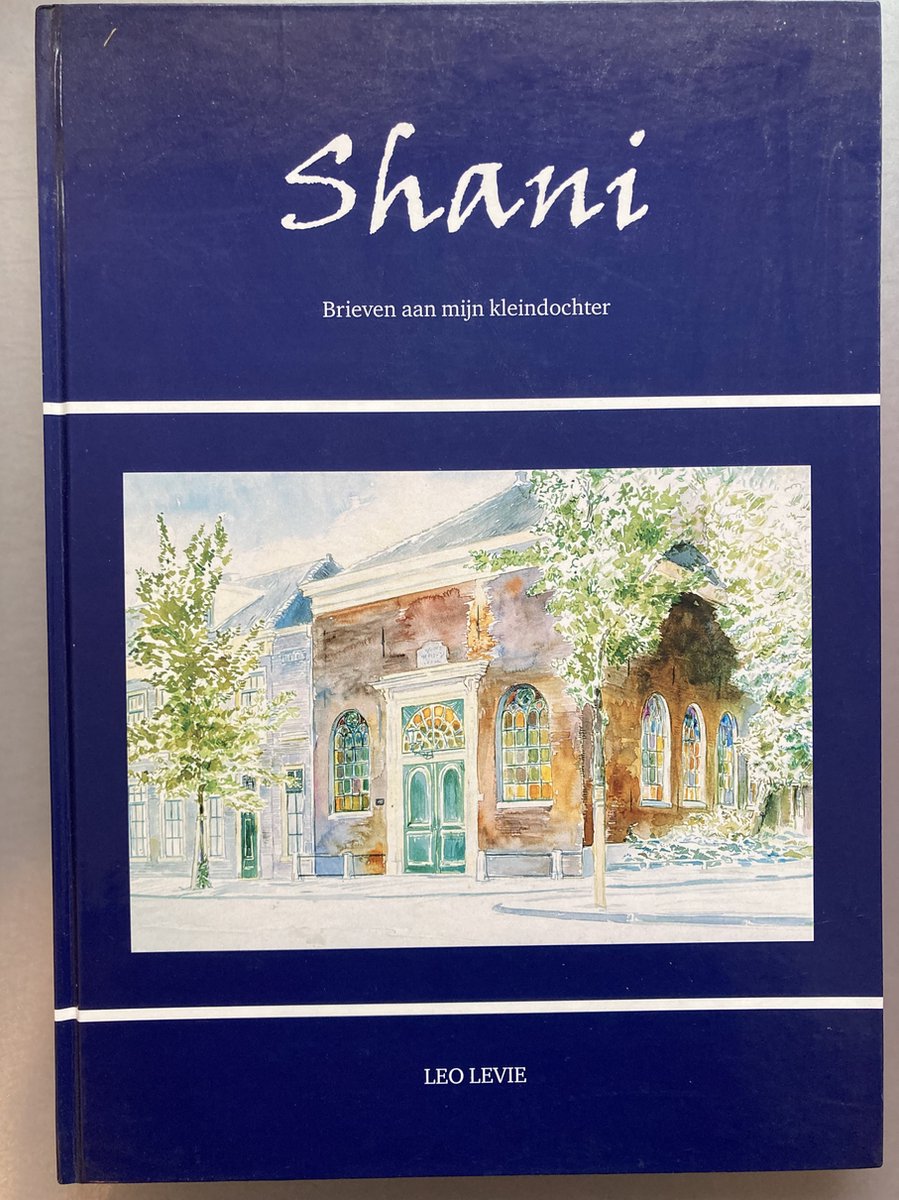 Shani
Brieven aan mijn kleindochter
LEO LEVIE